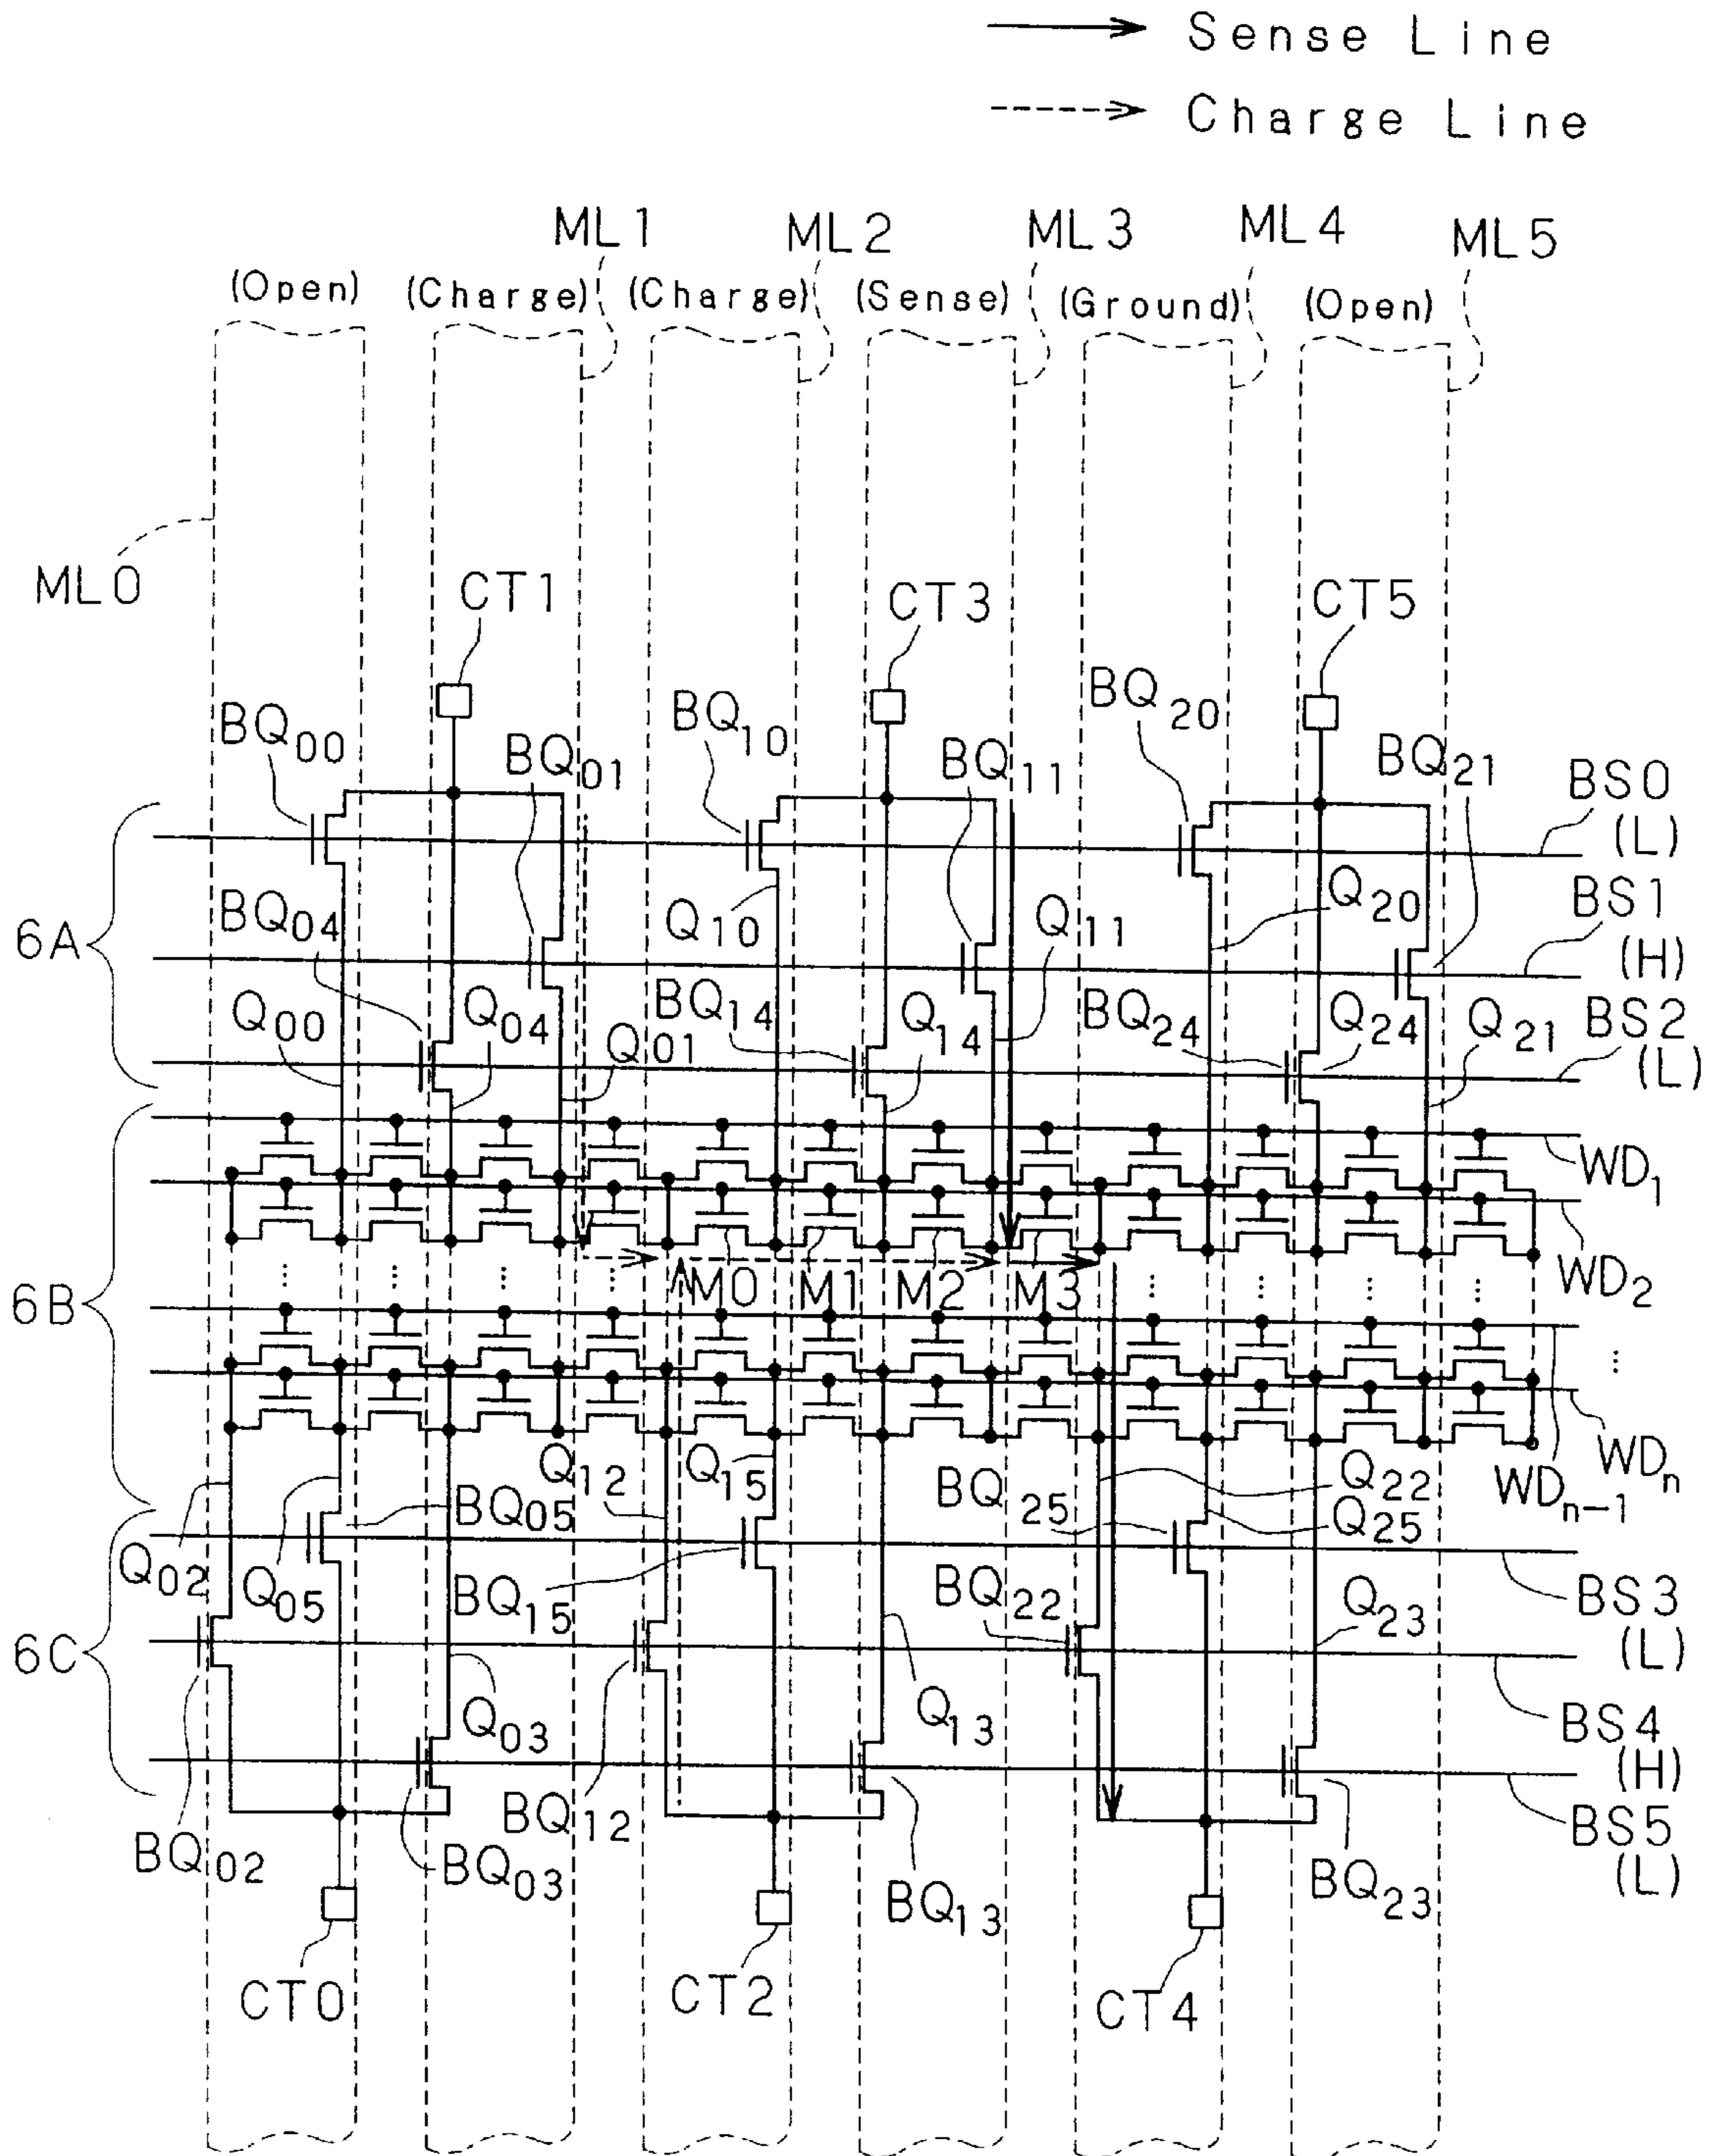 Sense Line
Charge Line
ML1
ML2
ML3
ML4
ML5
(Open)
(Charge)
(Charge)
(Sense)
(Ground)
(Open)
ML0
CT1
CT3
CT5
BQ00
BQ01
BQ10
BQ11
BQ20
BQ21
BS0
(L)
6A
BQ04
Q10
Q11
Q20
BS1
(H)
Q00
Q04
Q01
BQ14
Q14
BQ24
Q24
Q21
BS2
(L)
WD1
WD2
6B
M0
M1
M2
M3
WDn
WDn-1
Q12
Q15
BQ25
Q22
Q25
Q02
Q05
BQ05
BQ15
BQ22
Q23
BS3
(L)
6C
Q03
Q13
BS4
(H)
BQ02
BQ03
BQ12
BQ13
BQ23
BS5
(L)
CT0
CT2
CT4